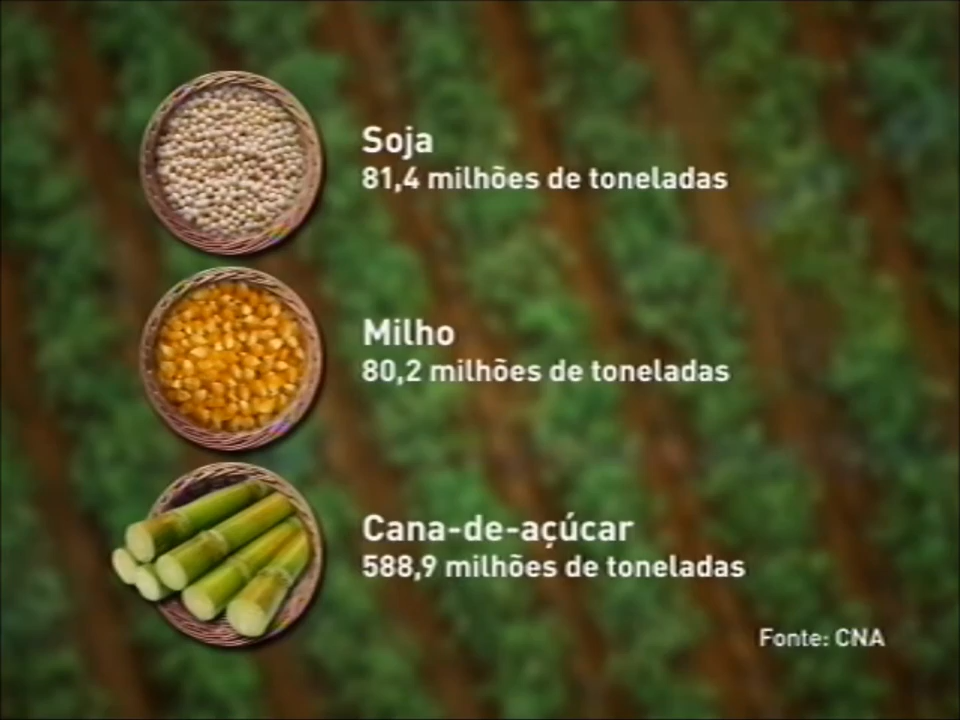 Soja
81,4 milhões de toneladas
Milho
80,2 milhões de toneladas
Cana-de-açúcar
588,9 milhões de toneladas
Fonte: CNA